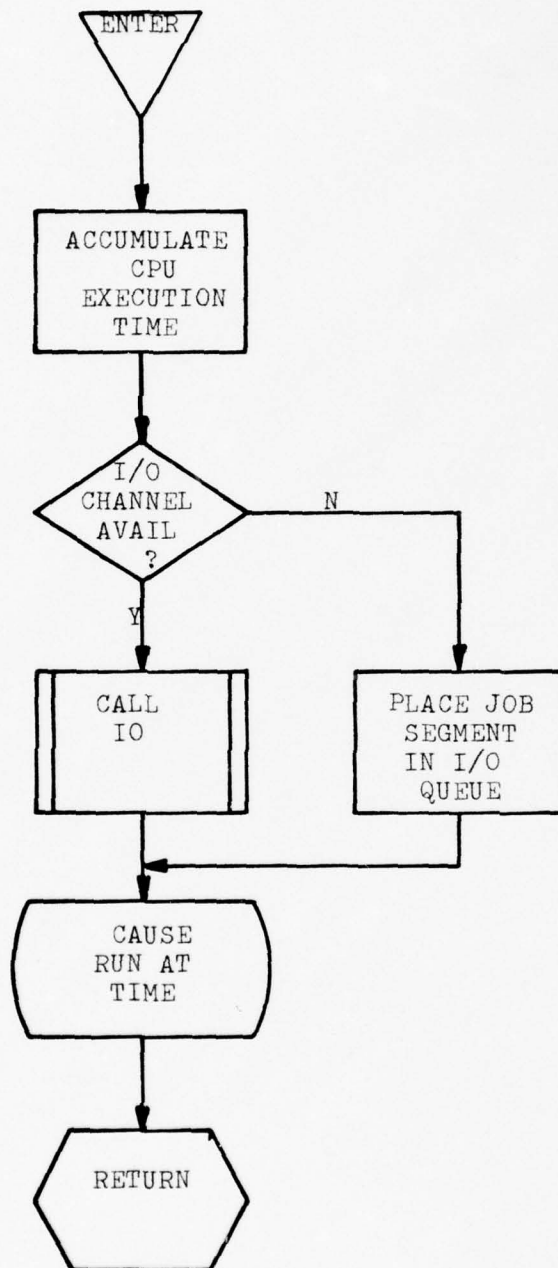 ENTER
ACCUMULATE
CPU
EXECUTION
TIME
I/O
CHANNEL
AVAIL
?
N
Y
CALL
IO
PLACE JOB
SEGMENT
IN I/O
QUEUE
CAUSE
RUN AT
TIME
RETURN